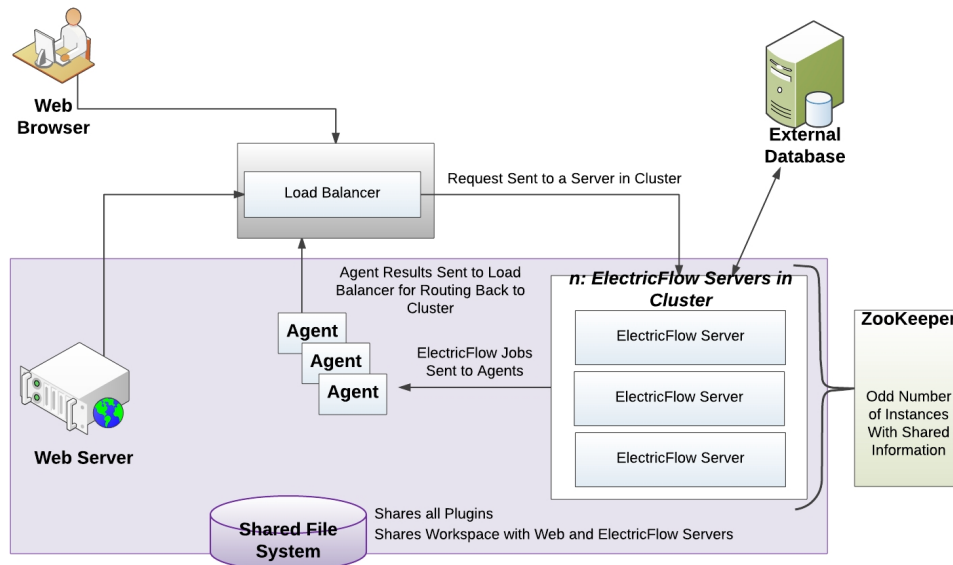 Web
Browser
External
Database
Load Balancer
Request Sent to a Server in Cluster
Agent Results Sent to Load
Balancer for Routing Back to
Cluster
n: ElectricFlow Servers in
Cluster
ElectricFlow Server
ElectricFlow Server
ElectricFlow Server
ZooKeeper
Odd Number
of Instances
With Shared
Information
Agent
Agent
Agent
ElectricFlow Jobs
Sent to Agents
Web Server
Shared File
System
Shares all Plugins
Shares Workspace with Web and ElectricFlow Servers